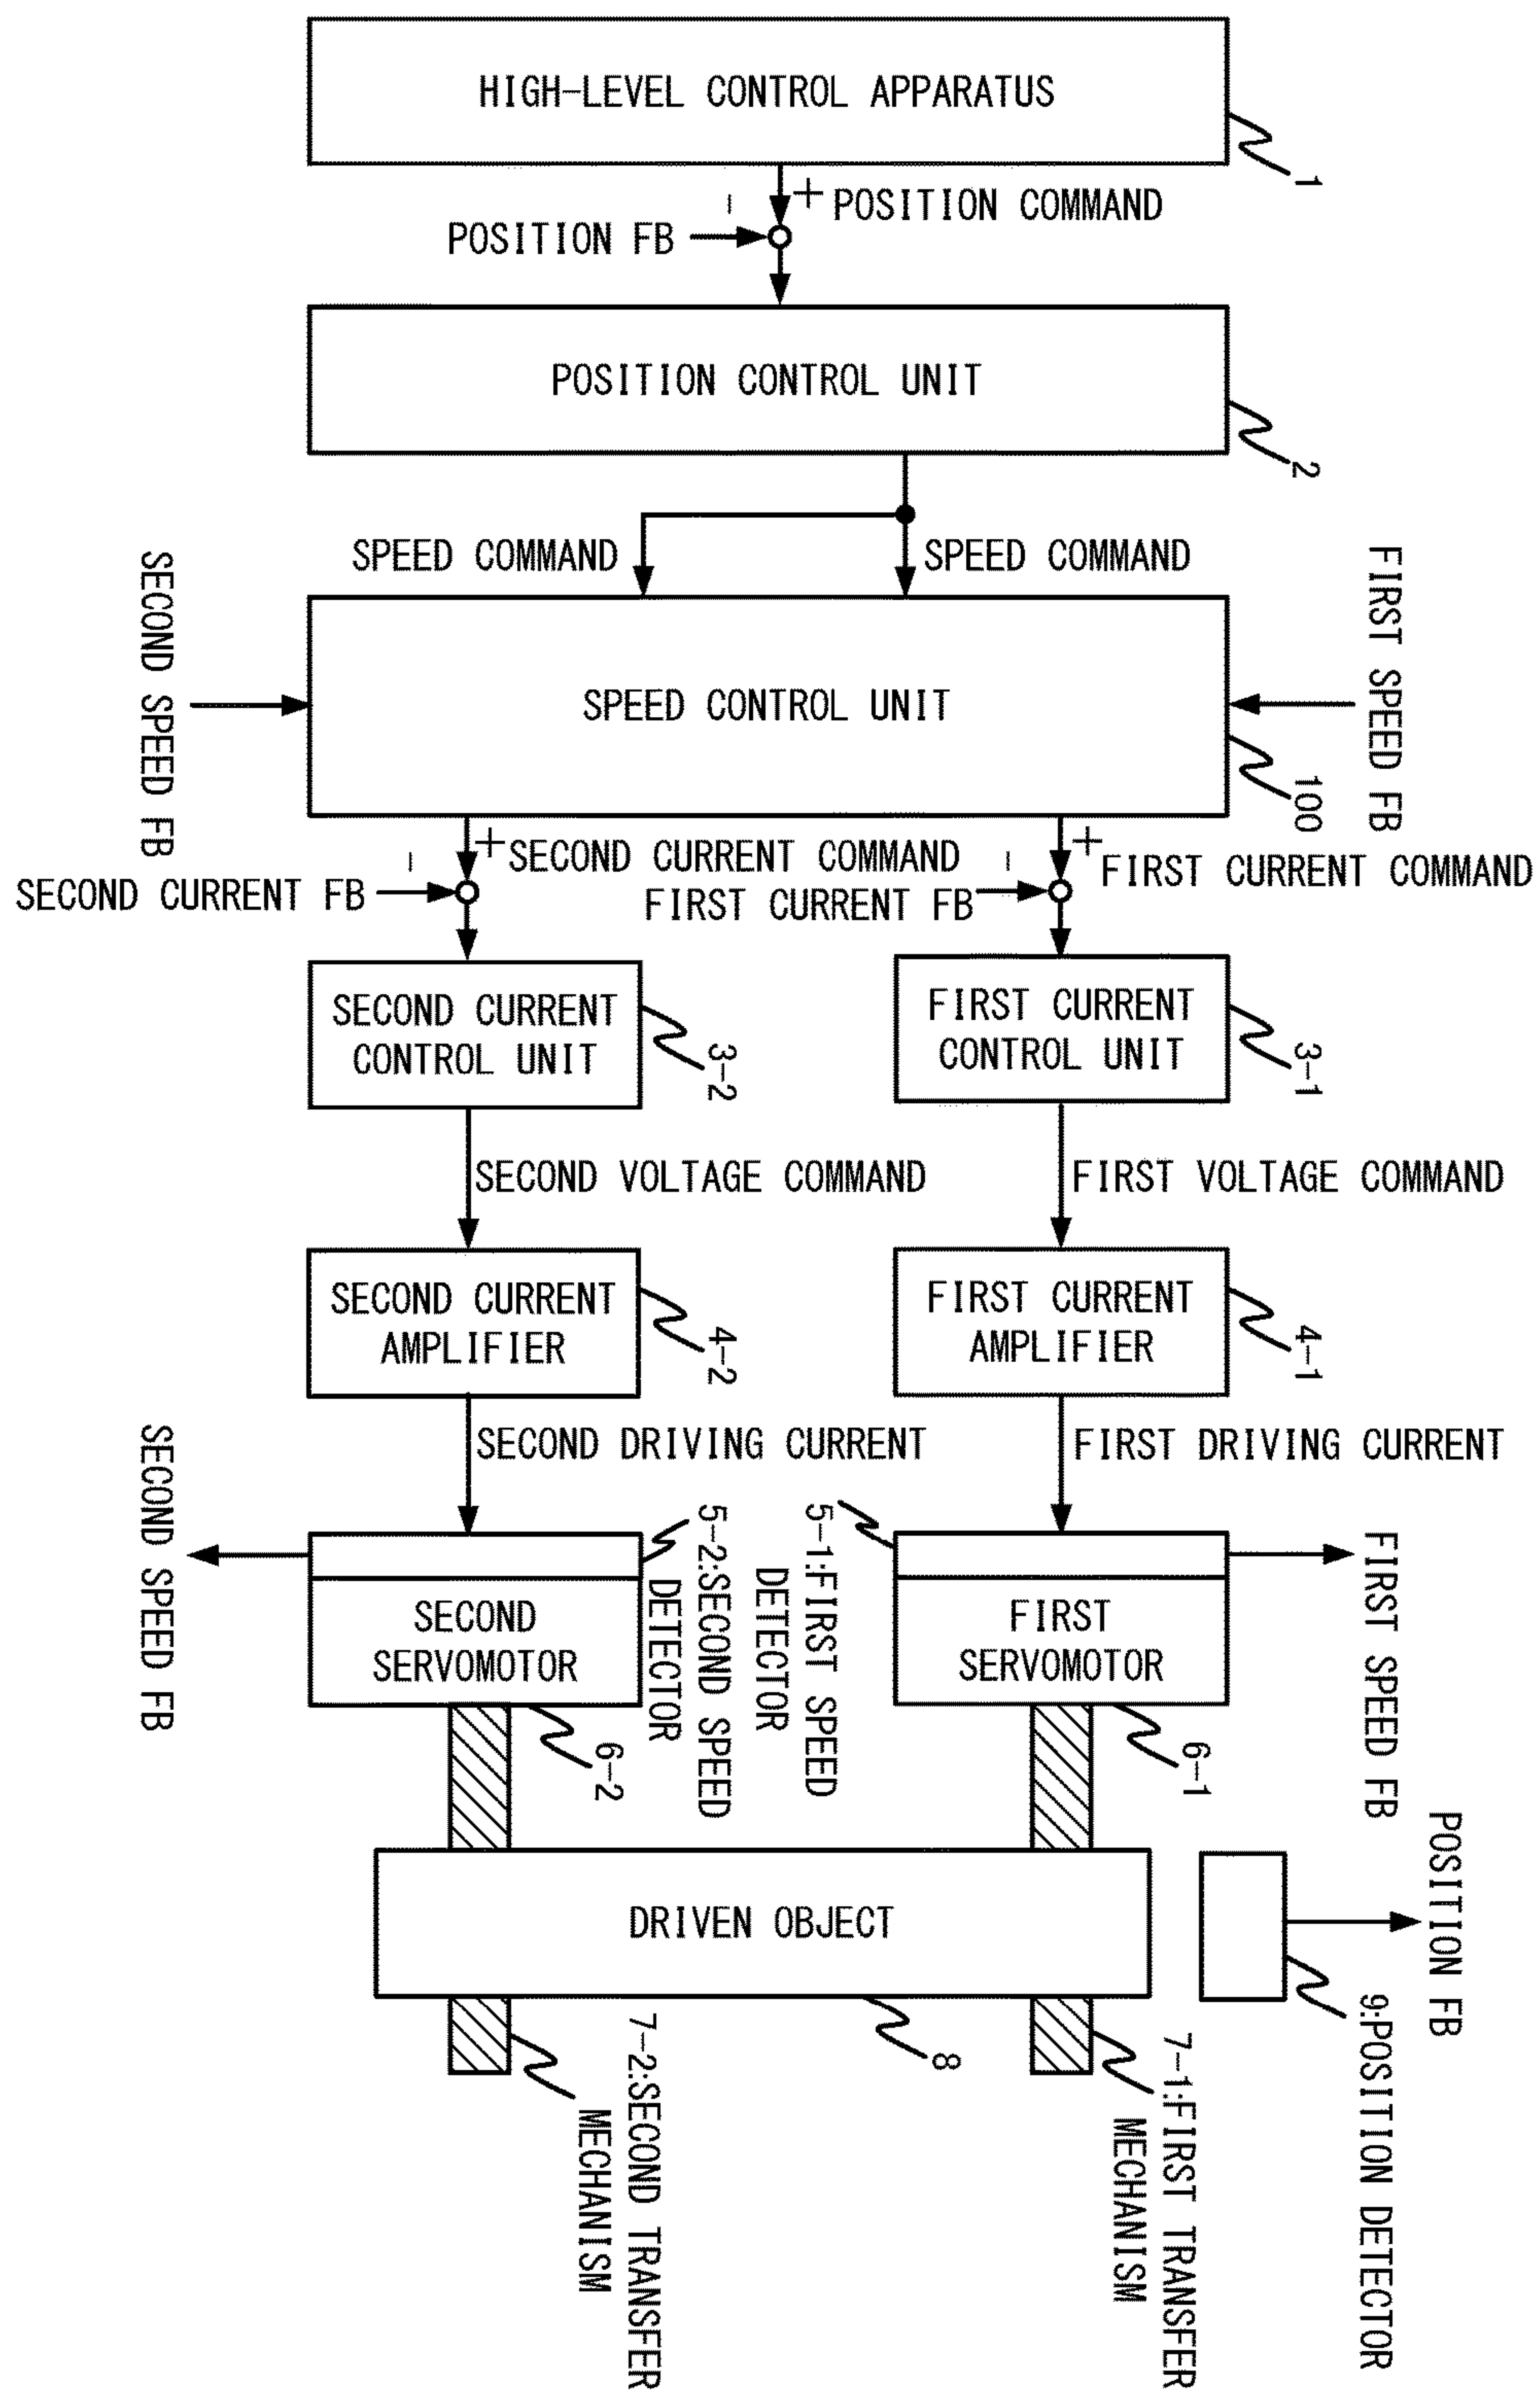 HIGH-LEVEL CONTROL APPARATUS
1
+
POSITION COMMAND
-
POSITION FB
POSITION CONTROL UNIT
2
SPEED COMMAND
SPEED COMMAND
SECOND SPEED FB
FIRST SPEED FB
SPEED CONTROL UNIT
100
+
SECOND CURRENT COMMAND
-
SECOND CURRENT FB
+
FIRST CURRENT COMMAND
-
FIRST CURRENT FB
SECOND CURRENT
CONTROL UNIT
3-2
FIRST CURRENT
CONTROL UNIT
3-1
SECOND VOLTAGE COMMAND
FIRST VOLTAGE COMMAND
SECOND CURRENT
AMPLIFIER
4-2
FIRST CURRENT
AMPLIFIER
4-1
SECOND DRIVING CURRENT
FIRST DRIVING CURRENT
SECOND SPEED FB
5-2:SECOND SPEED
DETECTOR
5-1:FIRST SPEED
DETECTOR
FIRST SPEED FB
SECOND
SERVOMOTOR
6-2
FIRST
SERVOMOTOR
6-1
DRIVEN OBJECT
8
POSITION FB
9:POSITION DETECTOR
7-2:SECOND TRANSFER
MECHANISM
7-1:FIRST TRANSFER
MECHANISM